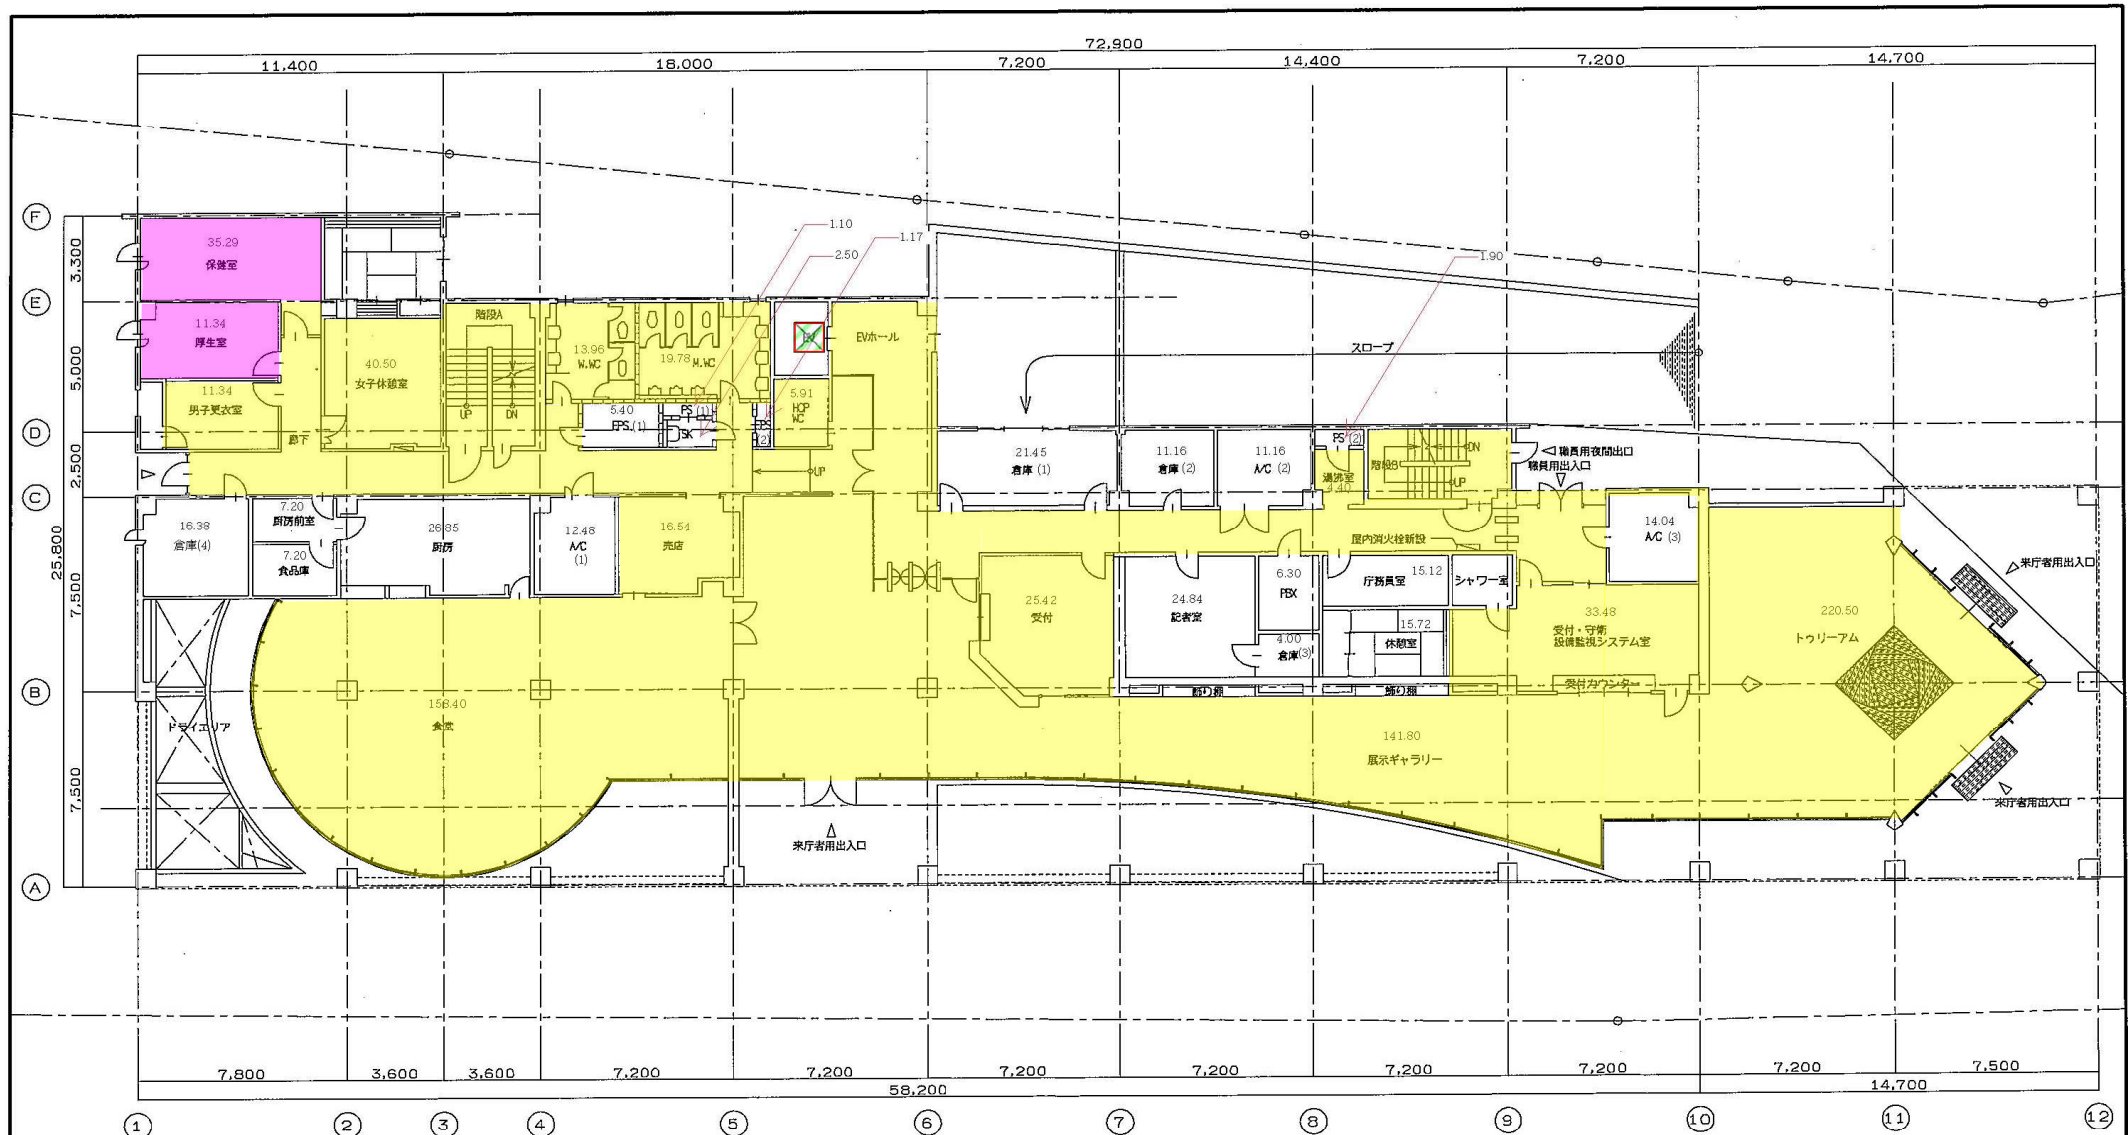 72,900
11,400
18,000
7,200
14,400
7,200
14,700
F
E
D
C
B
A
3,300
5,000
2,500
7,500
7,500
25,800
35.29
保健室
11.34
厚生室
11.34
男子更衣室
廊下
40.50
女子休憩室
階段A
UP
DN
13.96
W.WC
19.78
M.WC
1.10
2.50
1.17
1.90
EV
EVホール
5.40
EPS (1)
PS (1)
SK
EPS
(2)
5.91
HCP
WC
UP
スロープ
21.45
倉庫 (1)
11.16
倉庫 (2)
11.16
A/C (2)
PS (2)
湯沸室
4.40
階段B
DN
UP
職員用夜間出口
職員用出入口
16.38
倉庫(4)
7.20
厨房前室
7.20
食品庫
26.85
厨房
12.48
A/C
(1)
16.54
売店
屋内消火栓新設
14.04
A/C (3)
来庁者用出入口
25.42
受付
24.84
記者室
6.30
PBX
4.00
倉庫(3)
庁務員室
15.12
シャワー室
15.72
休憩室
33.48
受付・守衛
設備監視システム室
受付カウンター
220.50
トゥリーアム
飾り棚
飾り棚
ドライエリア
158.40
食堂
141.80
展示ギャラリー
来庁者用出入口
来庁者用出入口
7,800
3,600
3,600
7,200
7,200
7,200
7,200
7,200
7,200
7,200
7,500
58,200
14,700
1
2
3
4
5
6
7
8
9
10
11
12